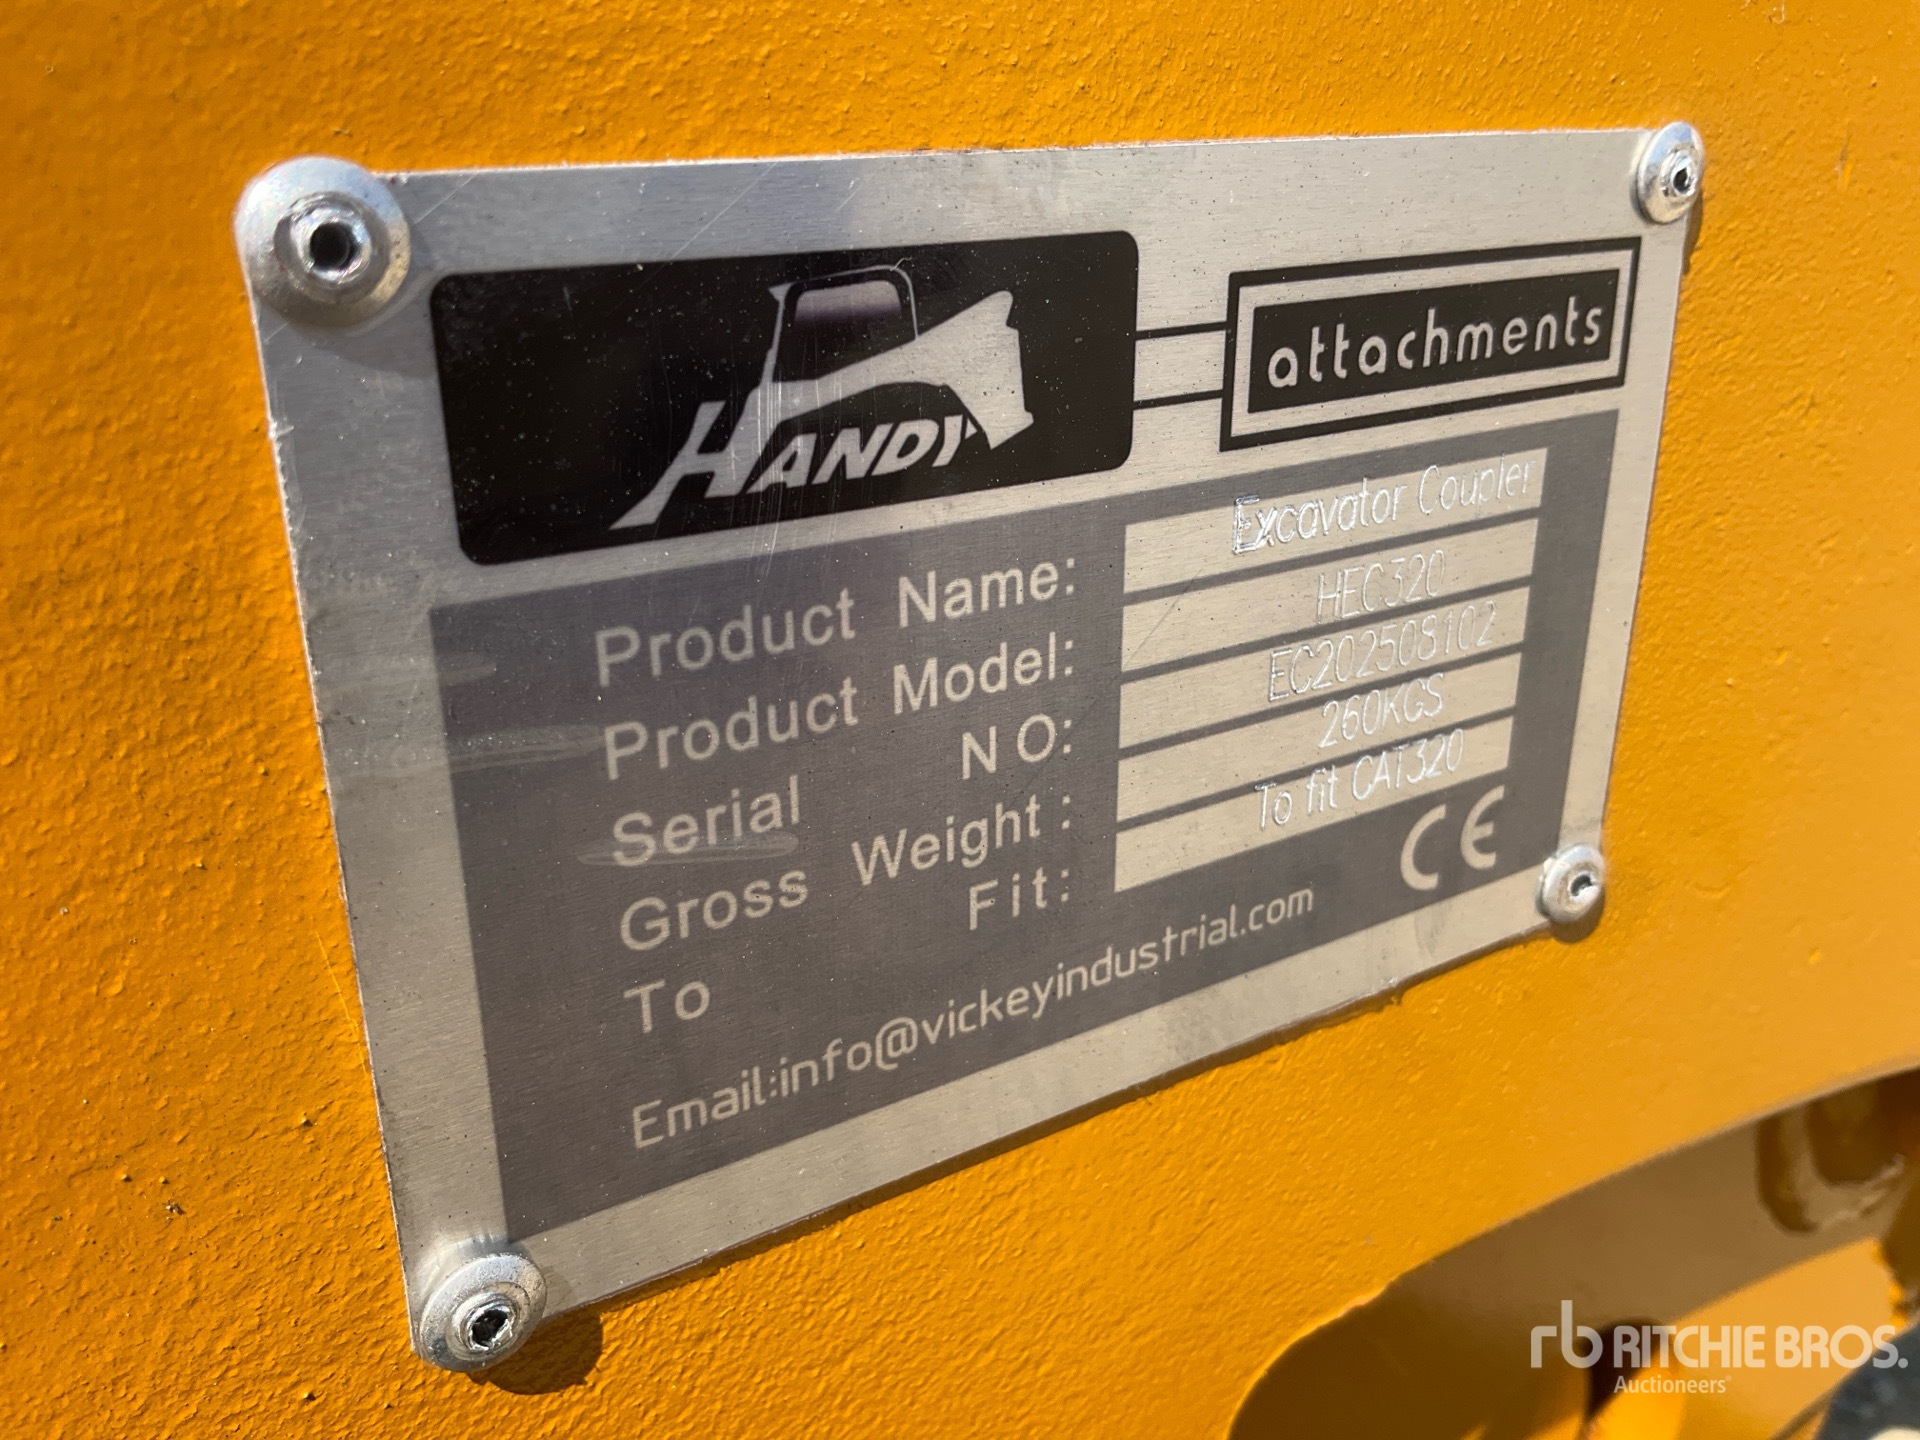 HANDY
attachments
Product Name: Excavator Coupler
Product Model: HEC320
Serial NO: EC202508102
Gross Weight: 260KGS
To Fit: To fit CAT320
CE
Email:info@vickeyindustrial.com
rb RITCHIE BROS.
Auctioneers